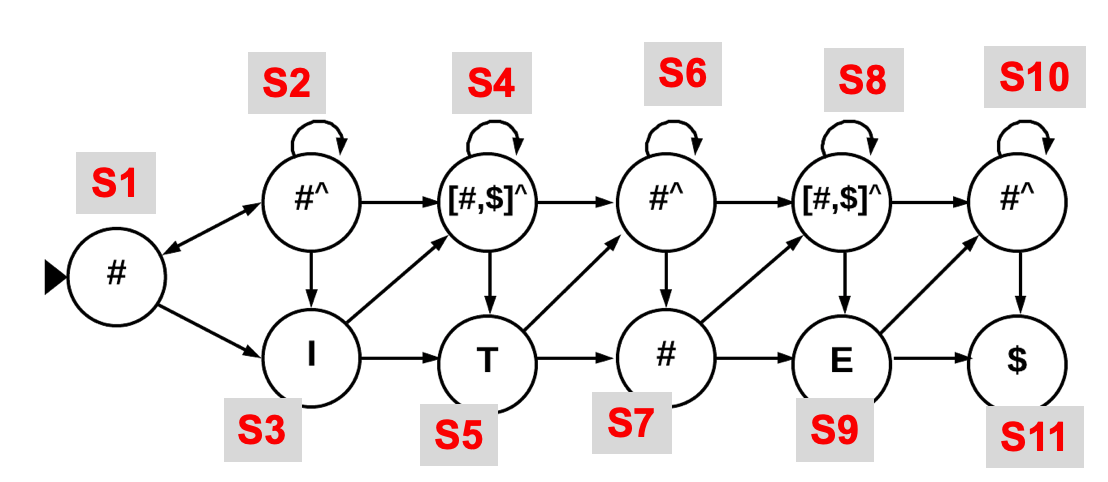 S2
S4
S6
S8
S10
S1
#^
[#,$]^
#^
[#,$]^
#^
#
I
T
#
E
$
S3
S5
S7
S9
S11